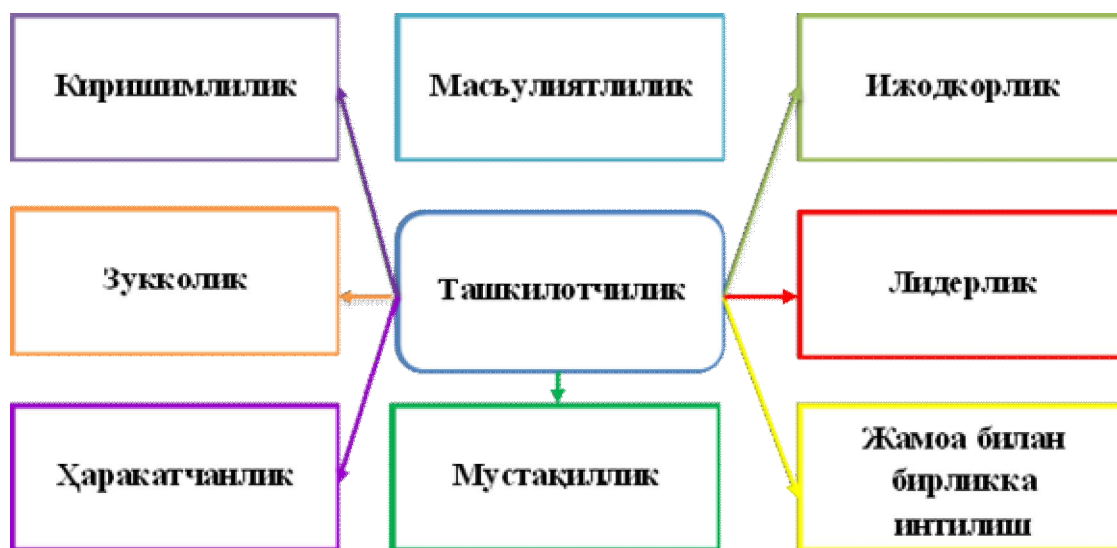 Киришимлилик
Масъулиятлилик
Ижодкорлик
Зукколик
Ташкилотчилик
Лидерлик
Ҳаракатчанлик
Мустақиллик
Жамоа билан
бирликка
интилиш